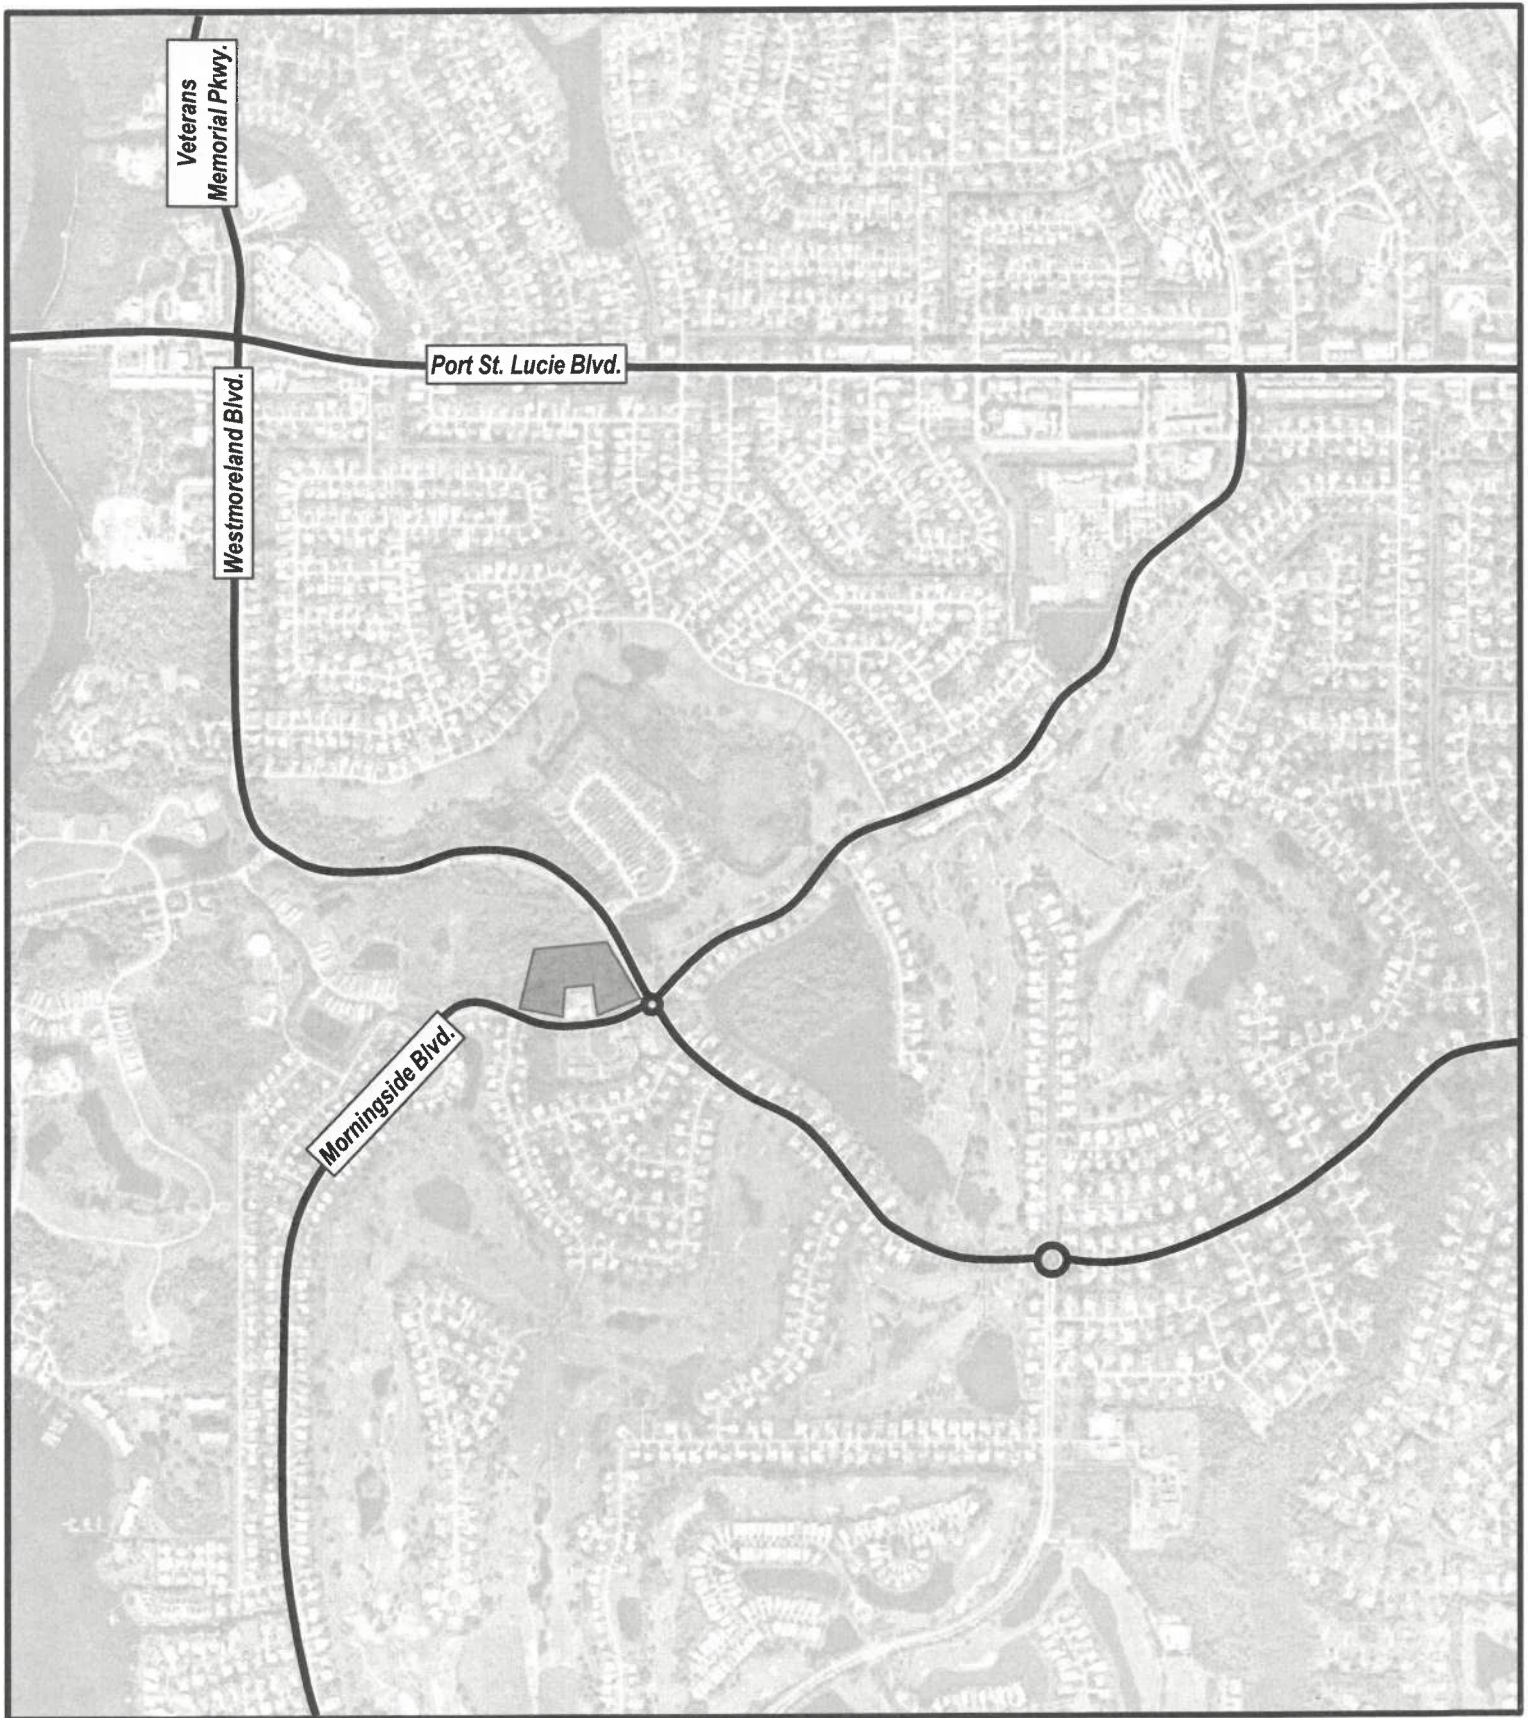 Veterans
Memorial Pkwy.
Port St. Lucie Blvd.
Westmoreland Blvd.
Morningside Blvd.